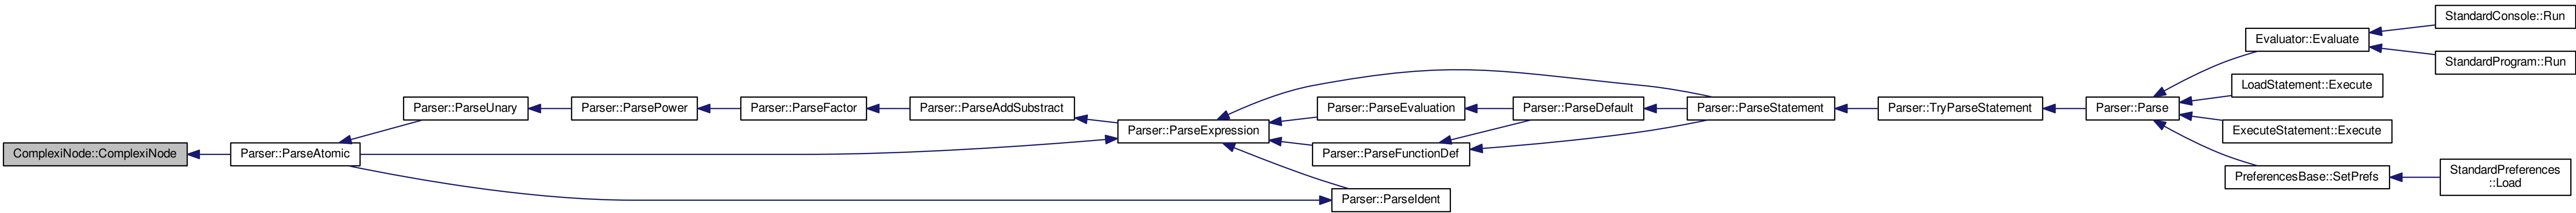 ComplexiNode::ComplexiNode
Parser::ParseAtomic
Parser::ParseUnary
Parser::ParsePower
Parser::ParseFactor
Parser::ParseAddSubstract
Parser::ParseExpression
Parser::ParseEvaluation
Parser::ParseFunctionDef
Parser::ParseIdent
Parser::ParseDefault
Parser::ParseStatement
Parser::TryParseStatement
Parser::Parse
Evaluator::Evaluate
LoadStatement::Execute
ExecuteStatement::Execute
PreferencesBase::SetPrefs
StandardConsole::Run
StandardProgram::Run
StandardPreferences
::Load